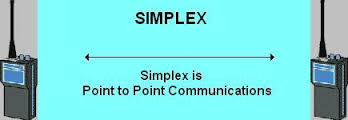 SIMPLEX
Simplex is
Point to Point Communications